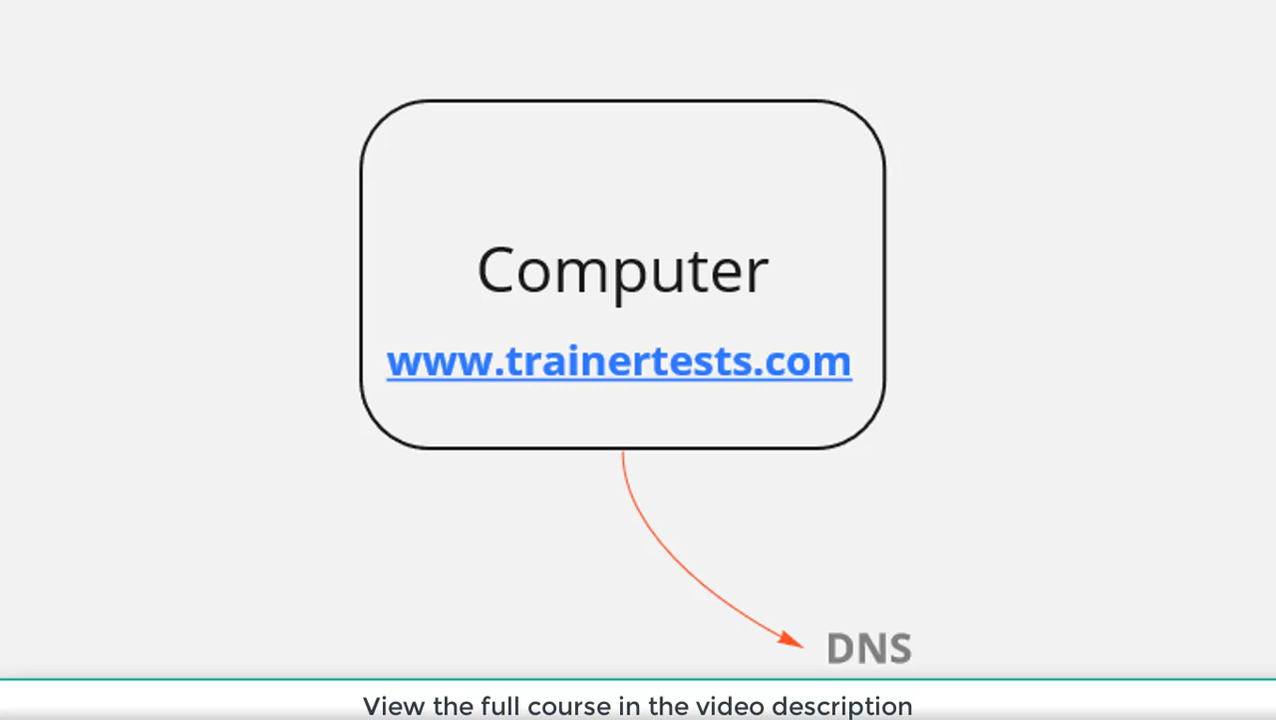 Computer
www.trainertests.com
DNS
View the full course in the video description